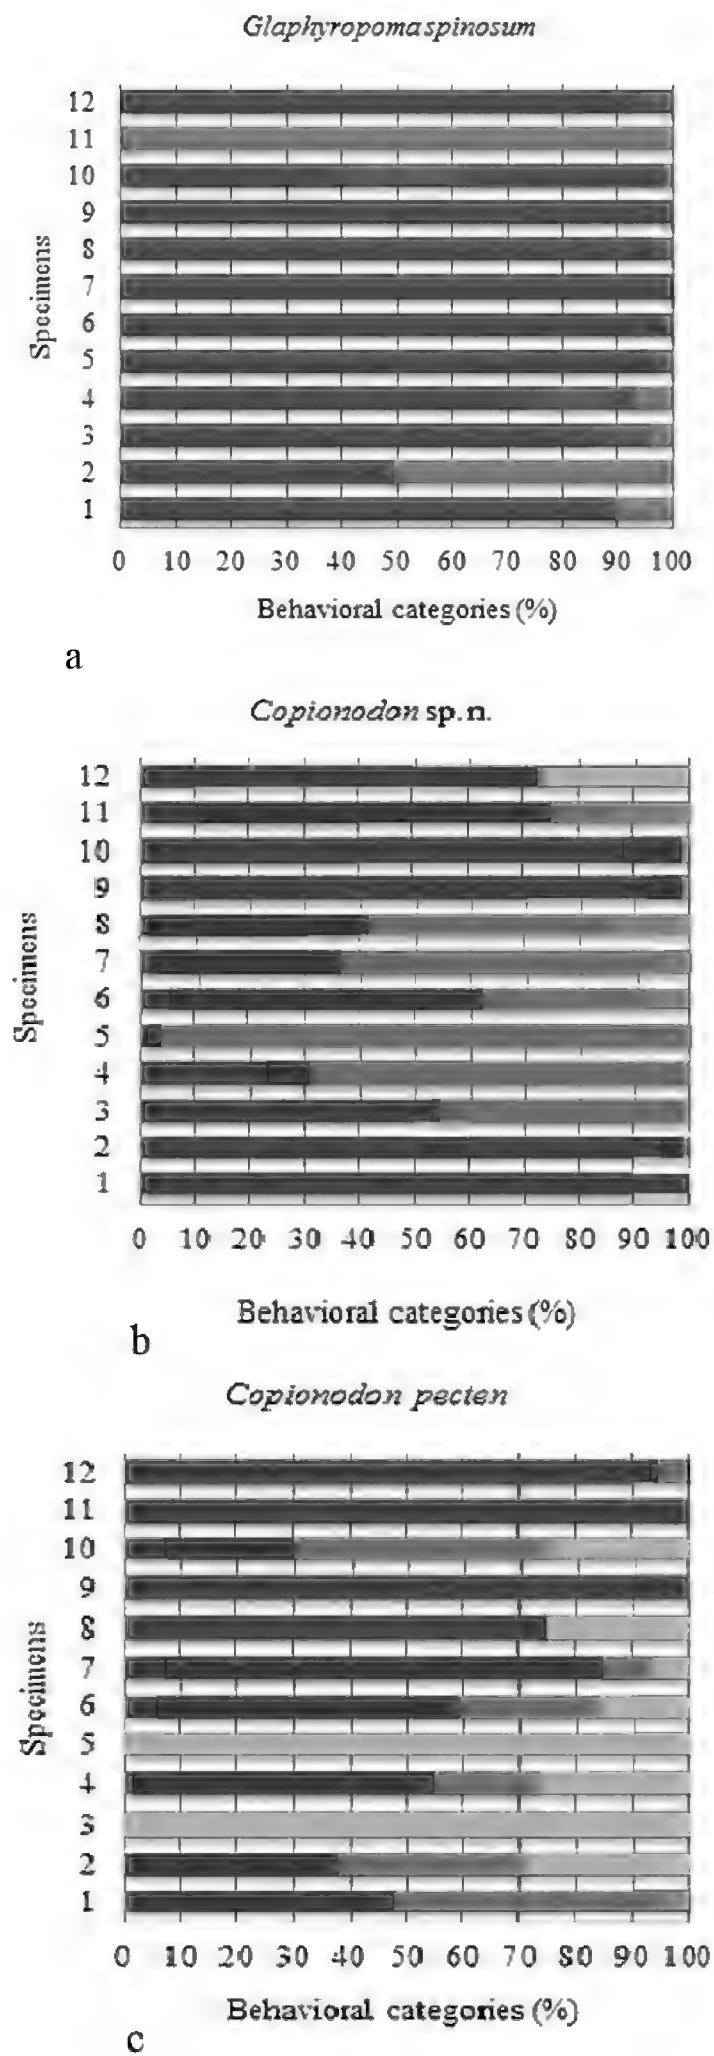 Glaphyropomaspinosum
12
11
10
9
8
7
6
5
4
3
2
1
Specimens
0 10 20 30 40 50 60 70 80 90 100
Behavioral categories (%)
a
Copionodon sp. n.
12
11
10
9
8
7
6
5
4
3
2
1
Specimens
0 10 20 30 40 50 60 70 80 90 100
Behavioral categories (%)
b
Copionodon pecten
12
11
10
9
8
7
6
5
4
3
2
1
Specimens
0 10 20 30 40 50 60 70 80 90 100
Behavioral categories (%)
c